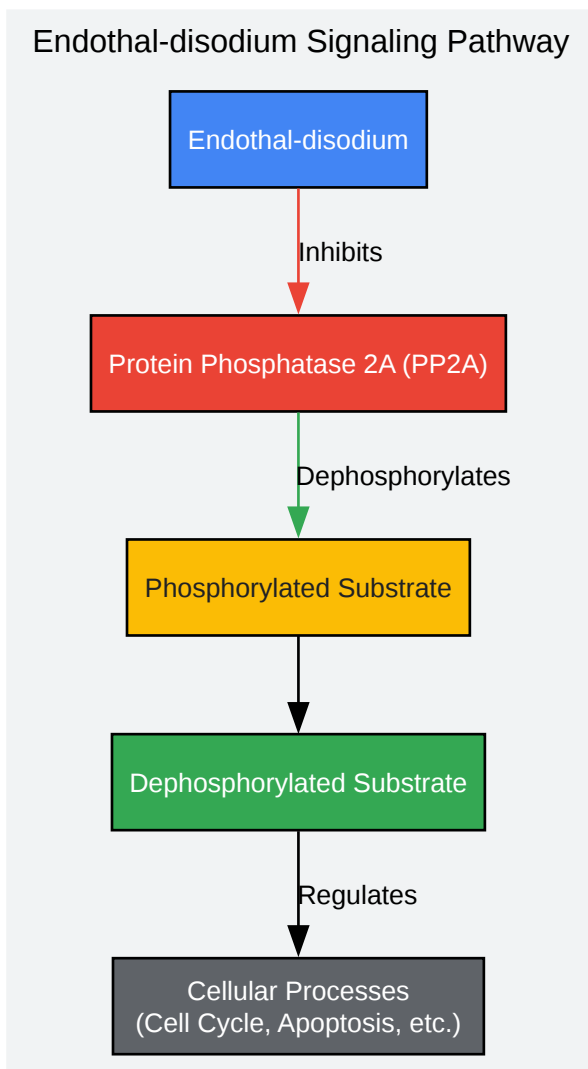 Endothal-disodium Signaling Pathway
Endothal-disodium
Inhibits
Protein Phosphatase 2A (PP2A)
Dephosphorylates
Phosphorylated Substrate
Dephosphorylated Substrate
Regulates
Cellular Processes
(Cell Cycle, Apoptosis, etc.)